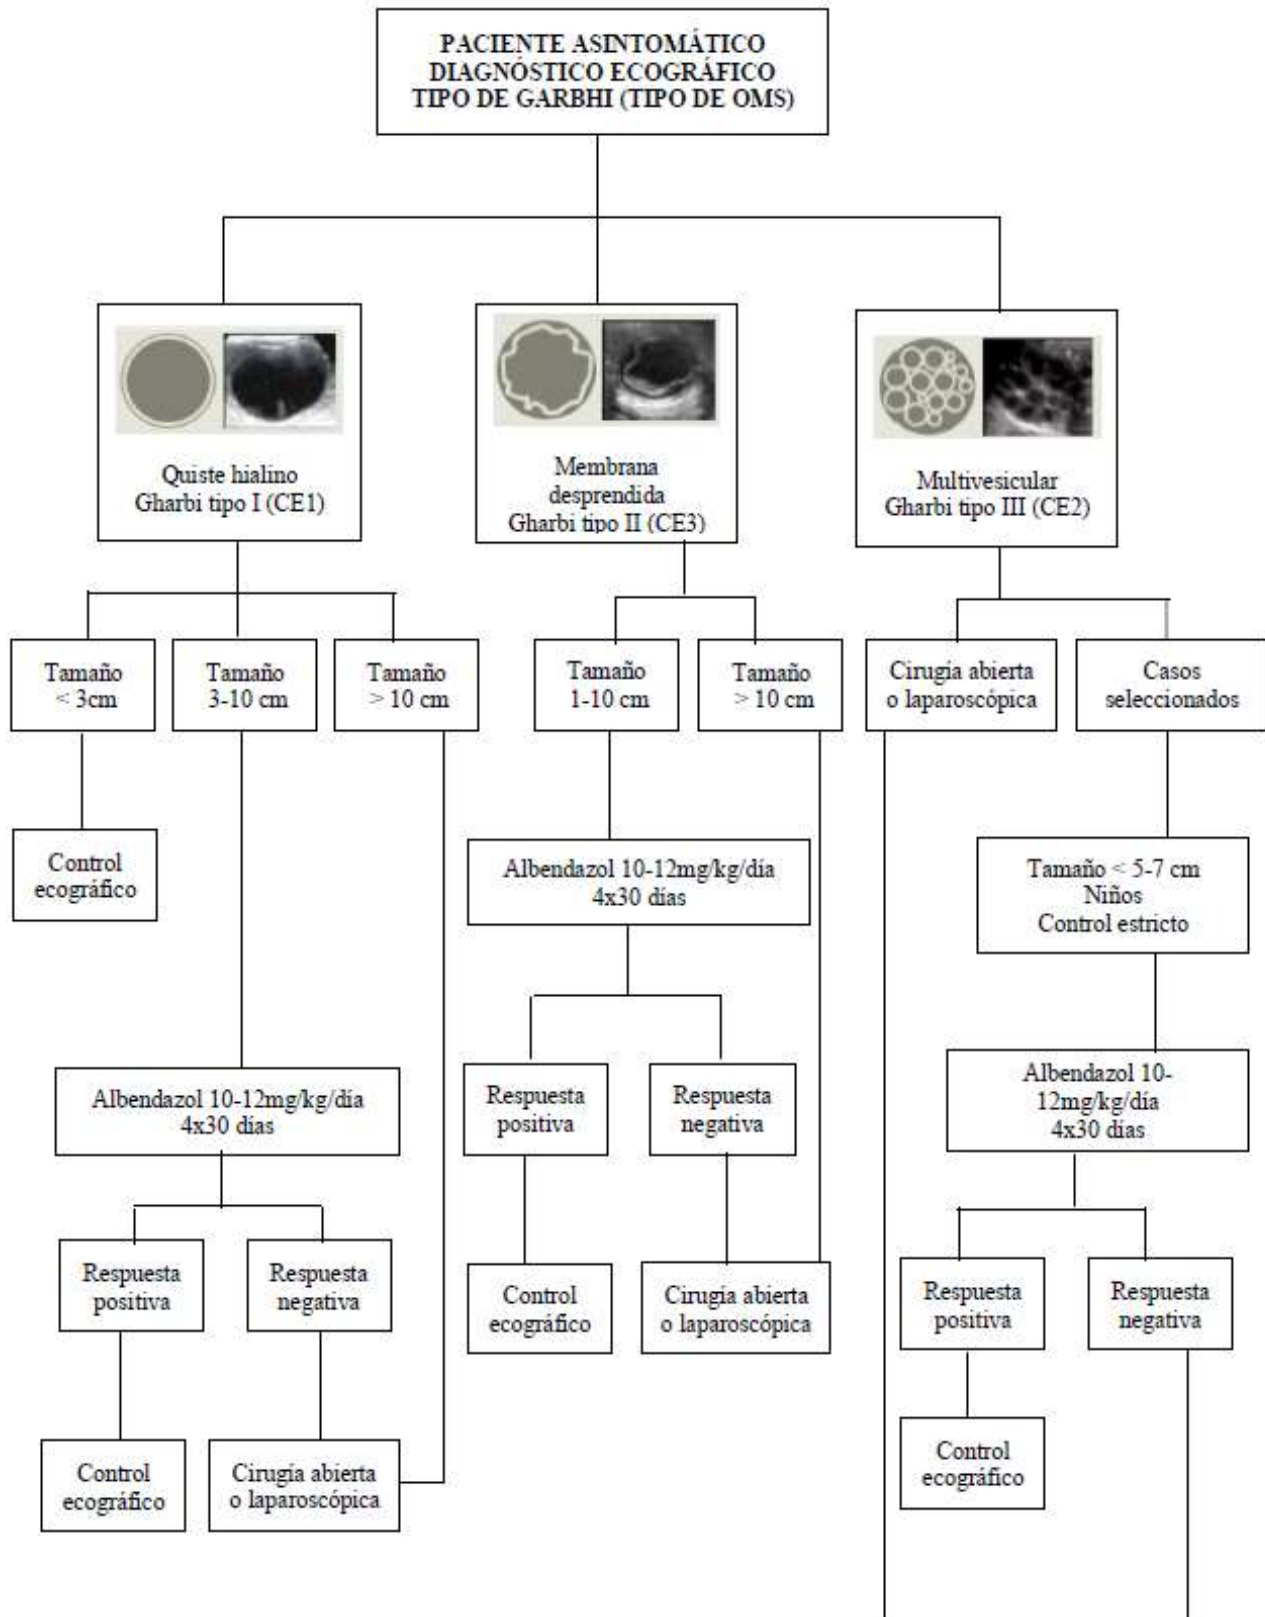 PACIENTE ASINTOMÁTICO
DIAGNÓSTICO ECOGRÁFICO
TIPO DE GARBHI (TIPO DE OMS)
Quiste hialino
Gharbi tipo I (CE1)
Membrana
desprendida
Gharbi tipo II (CE3)
Multivesicular
Gharbi tipo III (CE2)
Tamaño
< 3cm
Tamaño
3-10 cm
Tamaño
> 10 cm
Tamaño
1-10 cm
Tamaño
> 10 cm
Cirugía abierta
o laparoscópica
Casos
seleccionados
Control
ecográfico
Albendazol 10-12mg/kg/día
4x30 días
Tamaño < 5-7 cm
Niños
Control estricto
Albendazol 10-12mg/kg/día
4x30 días
Respuesta
positiva
Respuesta
negativa
Albendazol 10-
12mg/kg/día
4x30 días
Respuesta
positiva
Respuesta
negativa
Control
ecográfico
Cirugía abierta
o laparoscópica
Respuesta
positiva
Respuesta
negativa
Control
ecográfico
Cirugía abierta
o laparoscópica
Control
ecográfico